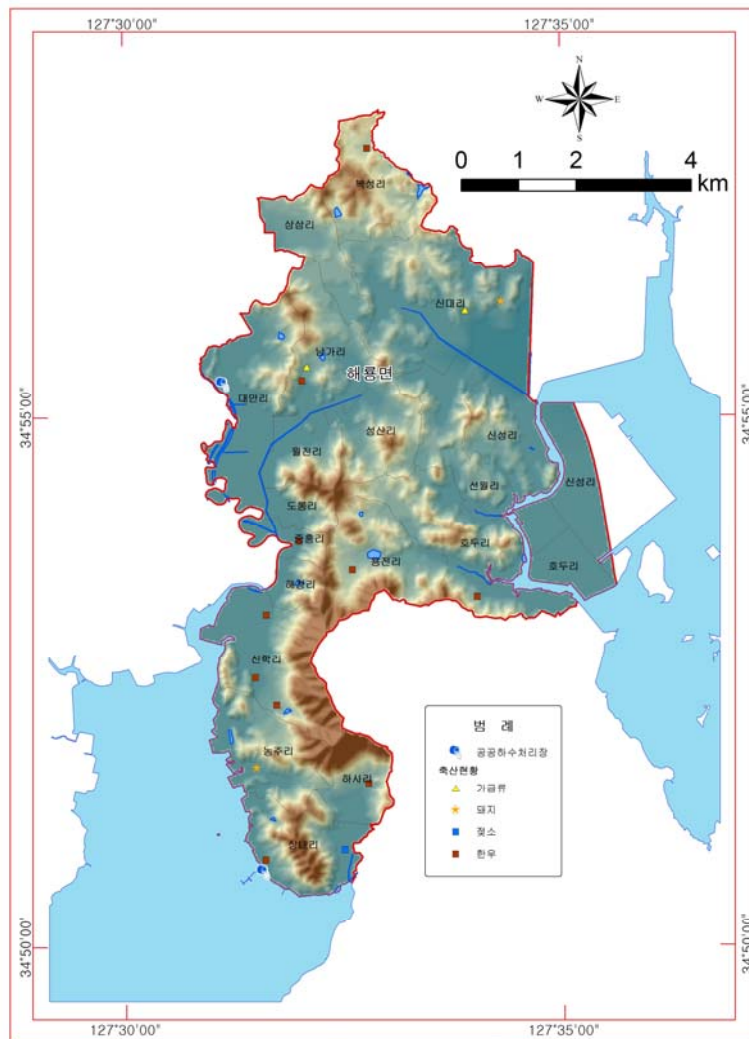 127°30'00"
127°35'00"
N
W
E
S
0 1 2 4
km
복성리
상삼리
신대리
남가리
해룡면
대안리
성산리
신성리
월전리
신성리
선월리
도롱리
중흥리
호두리
용전리
호두리
해창리
선학리
농주리
하사리
상내리
34°55'00"
34°55'00"
범 례
공공하수처리장
축산현황
가금류
돼지
젖소
한우
34°50'00'
34°50'00"
127°30'00"
127°35'00"